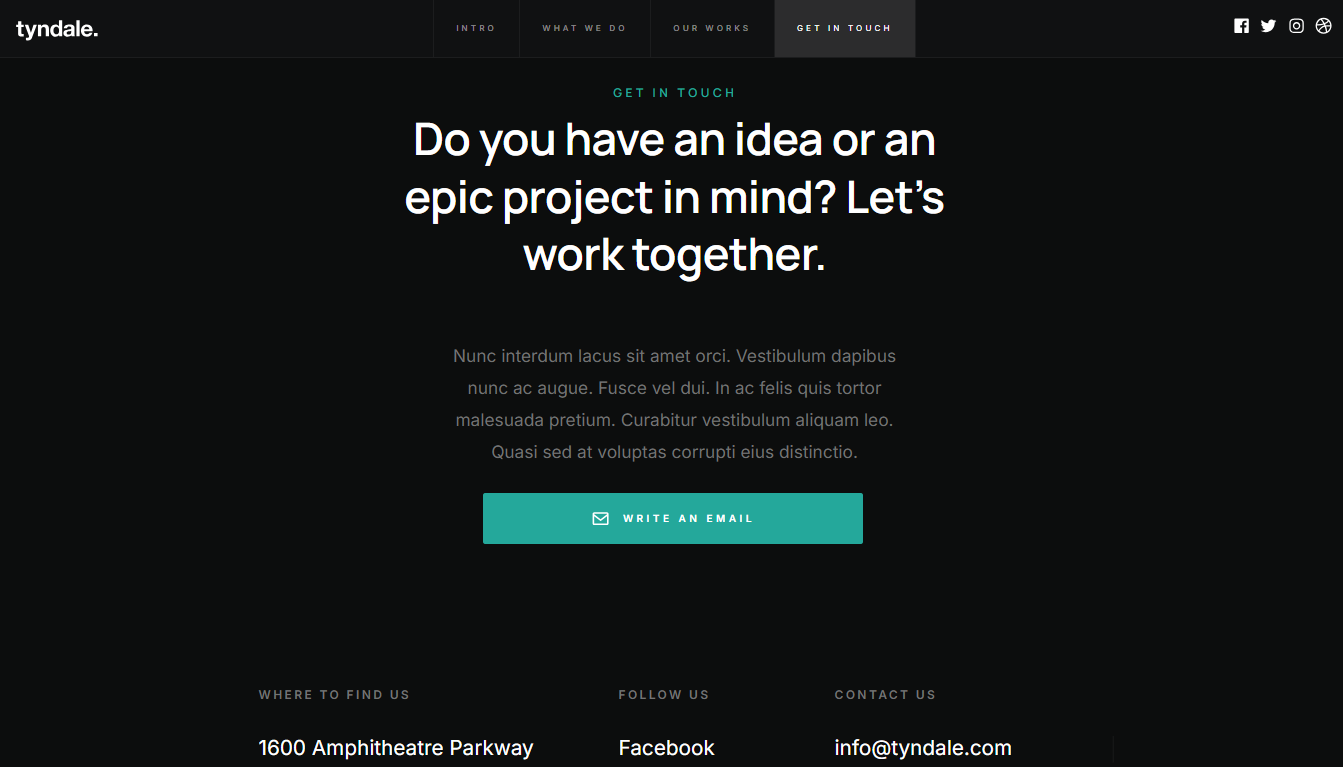 tyndale.
INTRO
WHAT WE DO
OUR WORKS
GET IN TOUCH
GET IN TOUCH
Do you have an idea or an
epic project in mind? Let’s
work together.
Nunc interdum lacus sit amet orci. Vestibulum dapibus
nunc ac augue. Fusce vel dui. In ac felis quis tortor
malesuada pretium. Curabitur vestibulum aliquam leo.
Quasi sed at voluptas corrupti eius distinctio.
WRITE AN EMAIL
WHERE TO FIND US
1600 Amphitheatre Parkway
FOLLOW US
Facebook
CONTACT US
info@tyndale.com